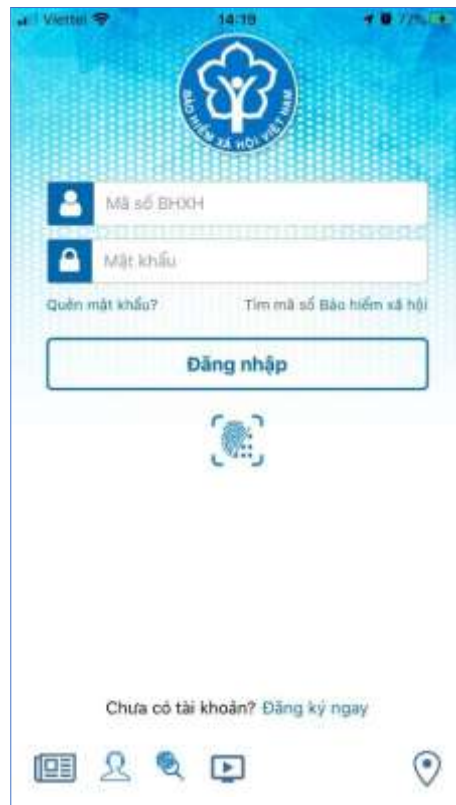 Viettel 14:19 77%
BẢO HIỂM XÃ HỘI VIỆT NAM
Mã số BHXH
Mật khẩu
Quên mật khẩu? Tìm mã số Bảo hiểm xã hội
Đăng nhập
Chưa có tài khoản? Đăng ký ngay